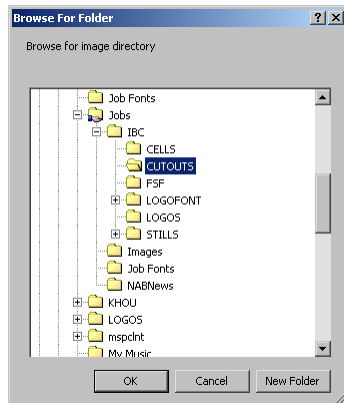 Browse For Folder
Browse for image directory
Job Fonts
Jobs
IBC
CELLS
CUTOUTS
FSF
LOGOFONT
LOGOS
STILLS
Images
Job Fonts
NABNews
KHOU
LOGOS
mspclnt
My Music
OK Cancel New Folder